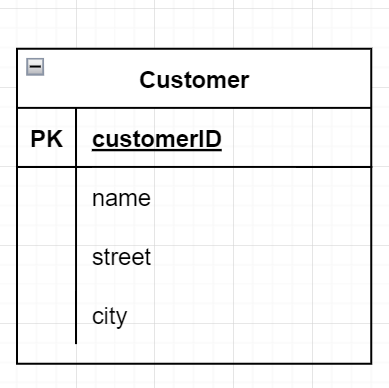 Customer
PK customerID
name
street
city